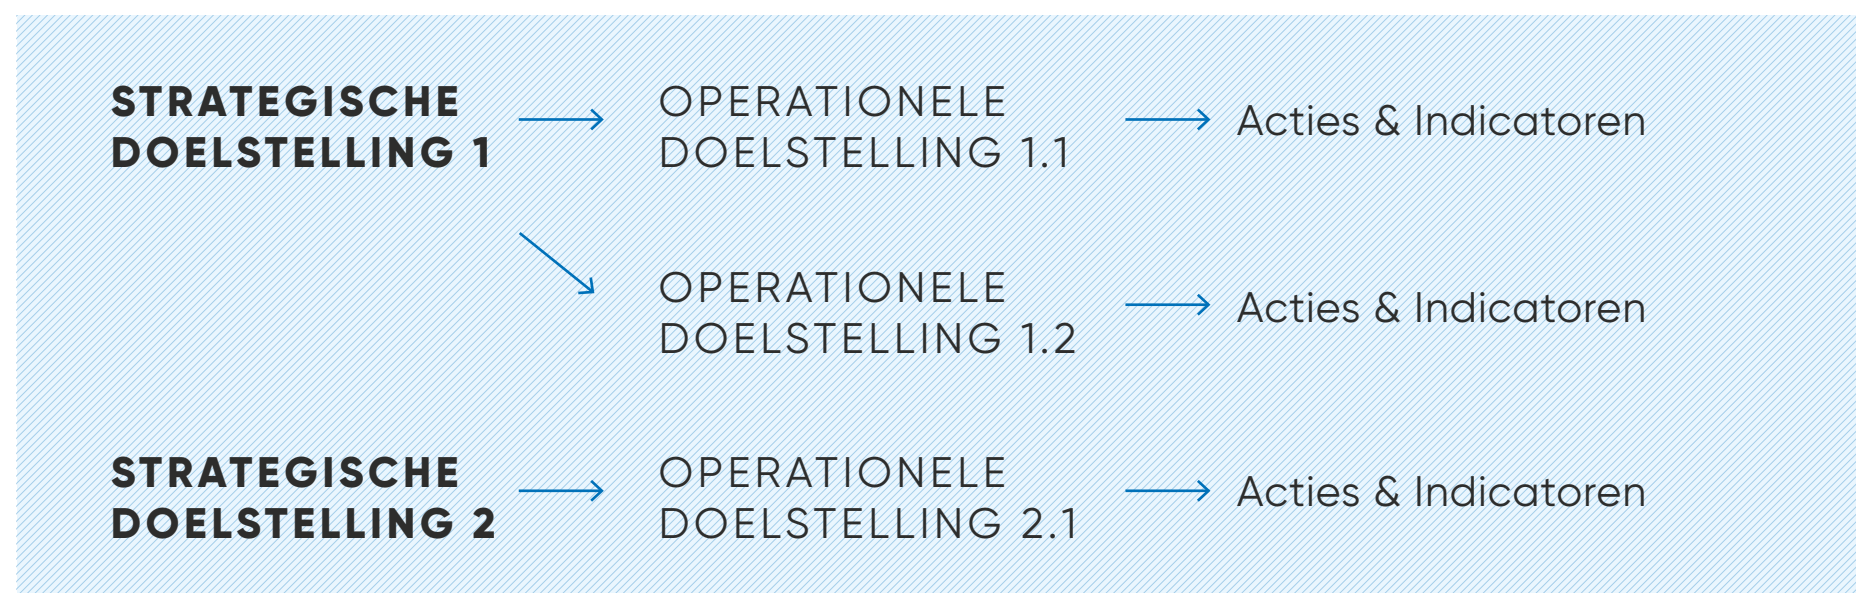 STRATEGISCHE
DOELSTELLING 1
OPERATIONELE
DOELSTELLING 1.1
Acties & Indicatoren
OPERATIONELE
DOELSTELLING 1.2
Acties & Indicatoren
STRATEGISCHE
DOELSTELLING 2
OPERATIONELE
DOELSTELLING 2.1
Acties & Indicatoren